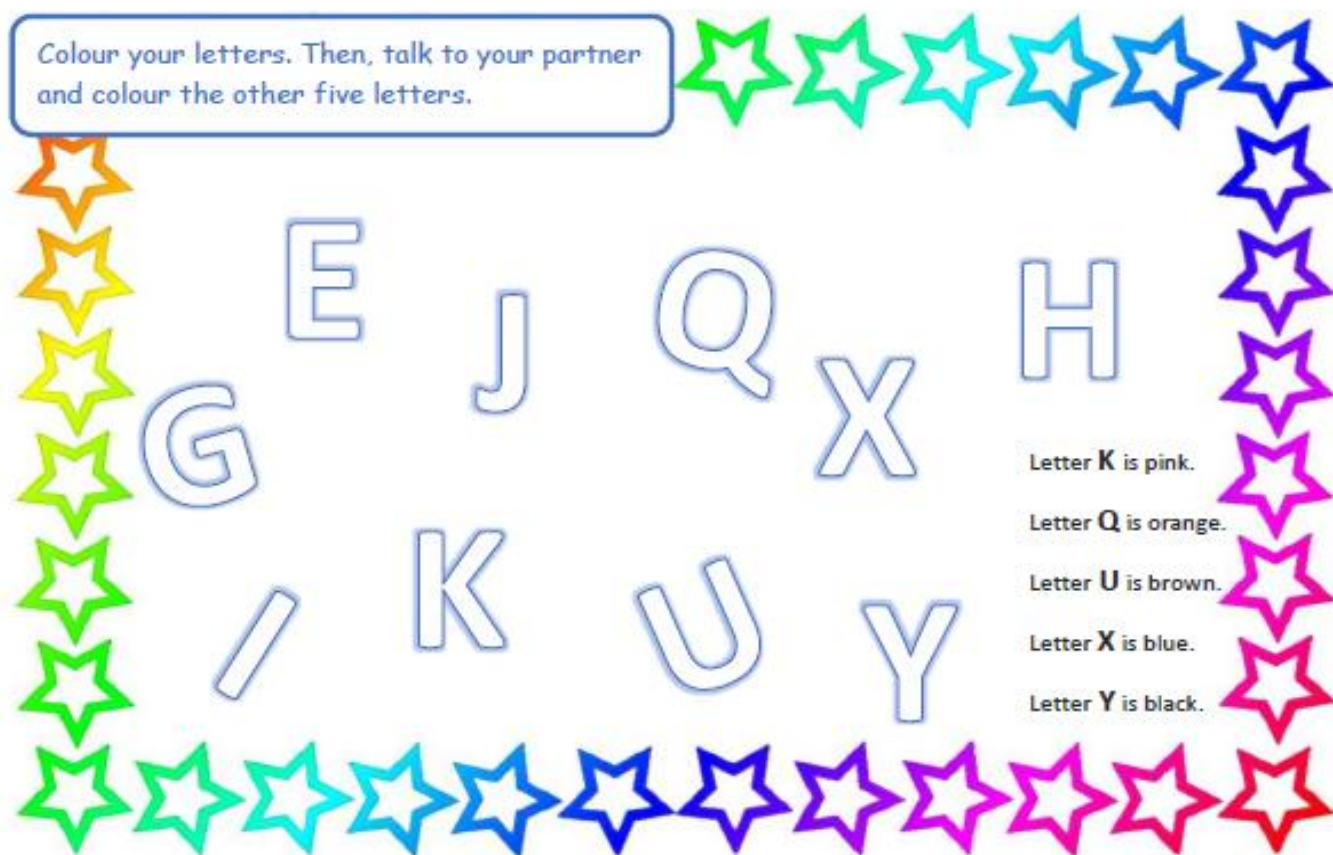 Colour your letters. Then, talk to your partner
and colour the other five letters.
E
J
Q
H
G
X
K
I
U
Y
Letter K is pink.
Letter Q is orange.
Letter U is brown.
Letter X is blue.
Letter Y is black.